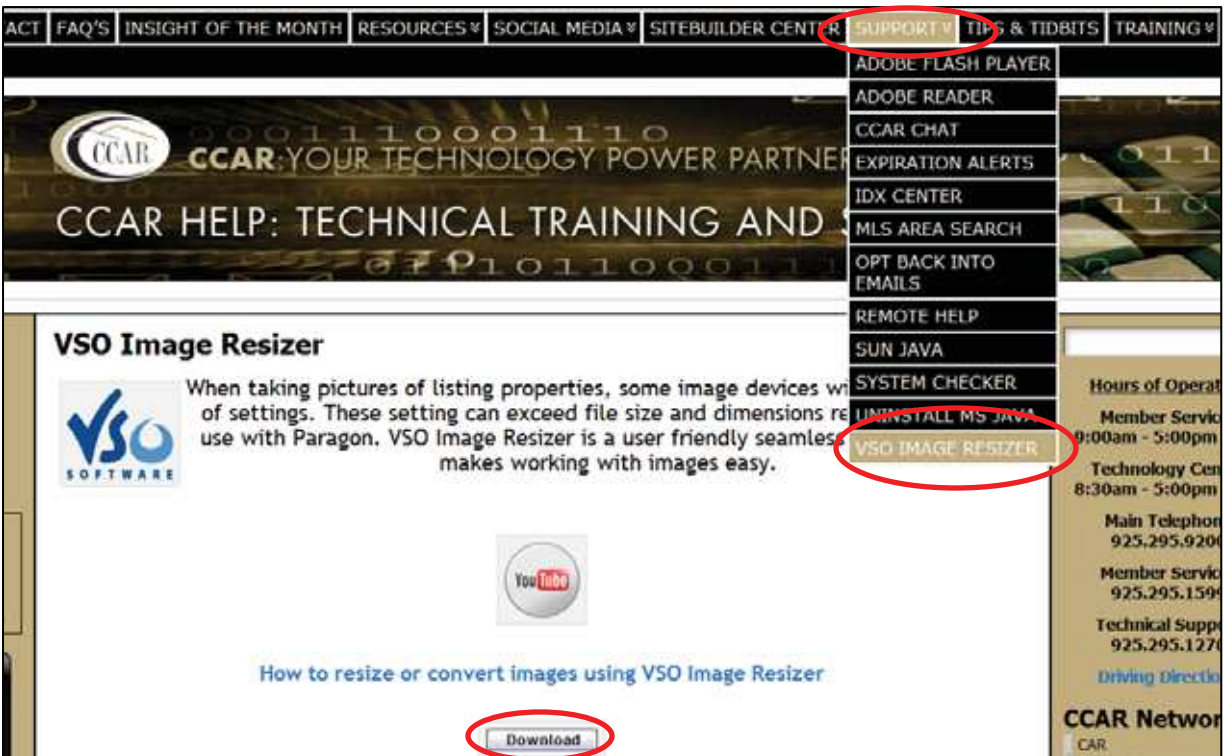 ACT FAQ'S INSIGHT OF THE MONTH RESOURCES SOCIAL MEDIA SITEBUILDER CENTER SUPPORT TIPS & TIDBITS TRAINING
ADOBE FLASH PLAYER
ADOBE READER
CCAR CHAT
EXPIRATION ALERTS
IDX CENTER
MLS AREA SEARCH
OPT BACK INTO
EMAILS
REMOTE HELP
SUN JAVA
SYSTEM CHECKER
UNINSTALL MS JAVA
VSO IMAGE RESIZER
CCAR
CCAR:YOUR TECHNOLOGY POWER PARTNER
CCAR HELP: TECHNICAL TRAINING AND S
VSO Image Resizer
VSO
SOFTWARE
When taking pictures of listing properties, some image devices wi
of settings. These setting can exceed file size and dimensions re
use with Paragon. VSO Image Resizer is a user friendly seamless
makes working with images easy.
YouTube
How to resize or convert images using VSO Image Resizer
Download
Hours of Operat
Member Servic
9:00am - 5:00pm
Technology Cen
8:30am - 5:00pm
Main Telephon
925.295.920
Member Servic
925.295.159
Technical Suppo
925.295.127
Driving Directio
CCAR Networ
CAR